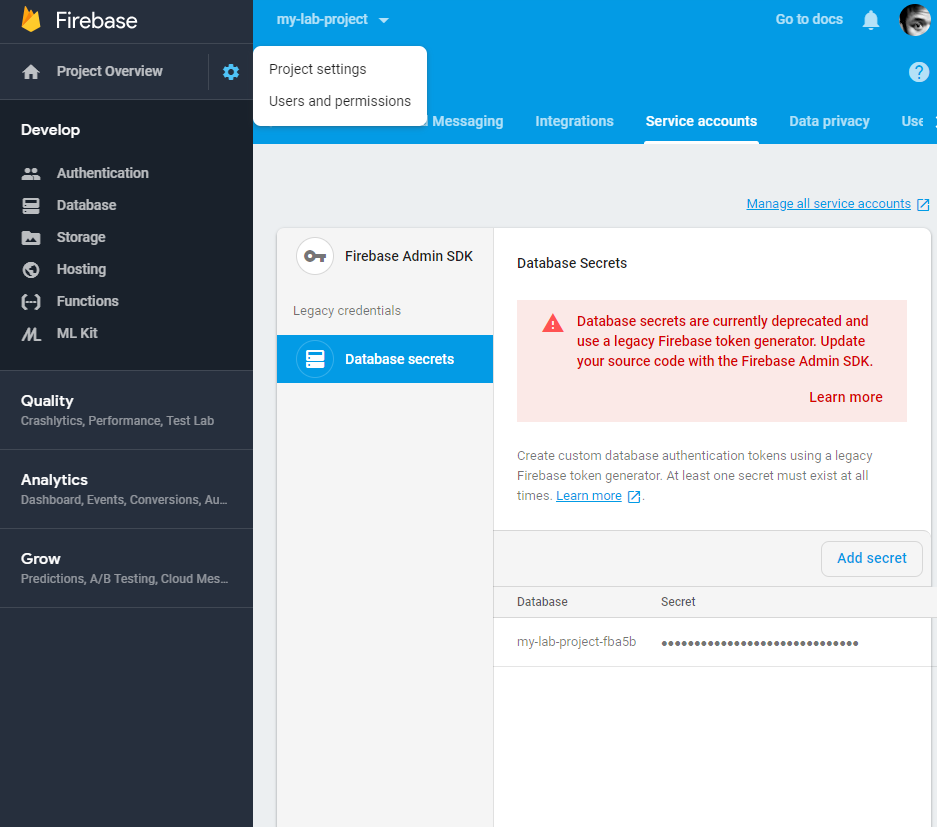 Firebase
Project Overview
Develop
Authentication
Database
Storage
Hosting
Functions
ML Kit
Quality
Crashlytics, Performance, Test Lab
Analytics
Dashboard, Events, Conversions, Au...
Grow
Predictions, A/B Testing, Cloud Mes...
my-lab-project
Go to docs
Project settings
Users and permissions
?
Messaging
Integrations
Service accounts
Data privacy
Use
Manage all service accounts
Firebase Admin SDK
Legacy credentials
Database secrets
Database Secrets
Database secrets are currently deprecated and
use a legacy Firebase token generator. Update
your source code with the Firebase Admin SDK.
Learn more
Create custom database authentication tokens using a legacy
Firebase token generator. At least one secret must exist at all
times. Learn more.
Add secret
Database Secret
my-lab-project-fba5b ••••••••••••••••••••••••••••••